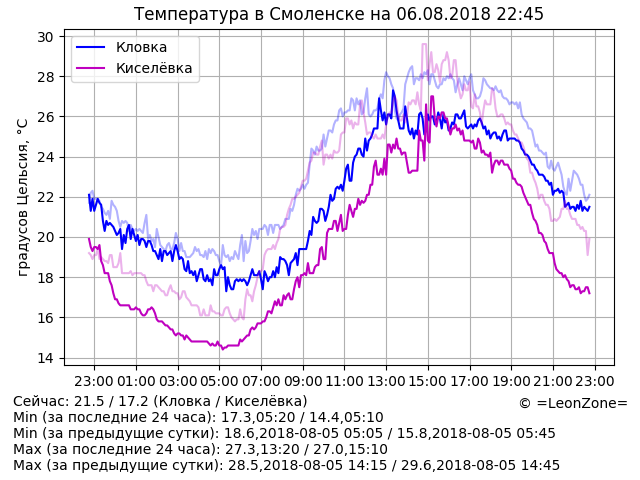 Температура в Смоленске на 06.08.2018 22:45
градусов Цельсия, °C
30
28
26
24
22
20
18
16
14
Кловка
Киселёвка
23:00 01:00 03:00 05:00 07:00 09:00 11:00 13:00 15:00 17:00 19:00 21:00 23:00
Сейчас: 21.5 / 17.2 (Кловка / Киселёвка)
© =LeonZone=
Min (за последние 24 часа): 17.3,05:20 / 14.4,05:10
Min (за предыдущие сутки): 18.6,2018-08-05 05:05 / 15.8,2018-08-05 05:45
Max (за последние 24 часа): 27.3,13:20 / 27.0,15:10
Max (за предыдущие сутки): 28.5,2018-08-05 14:15 / 29.6,2018-08-05 14:45